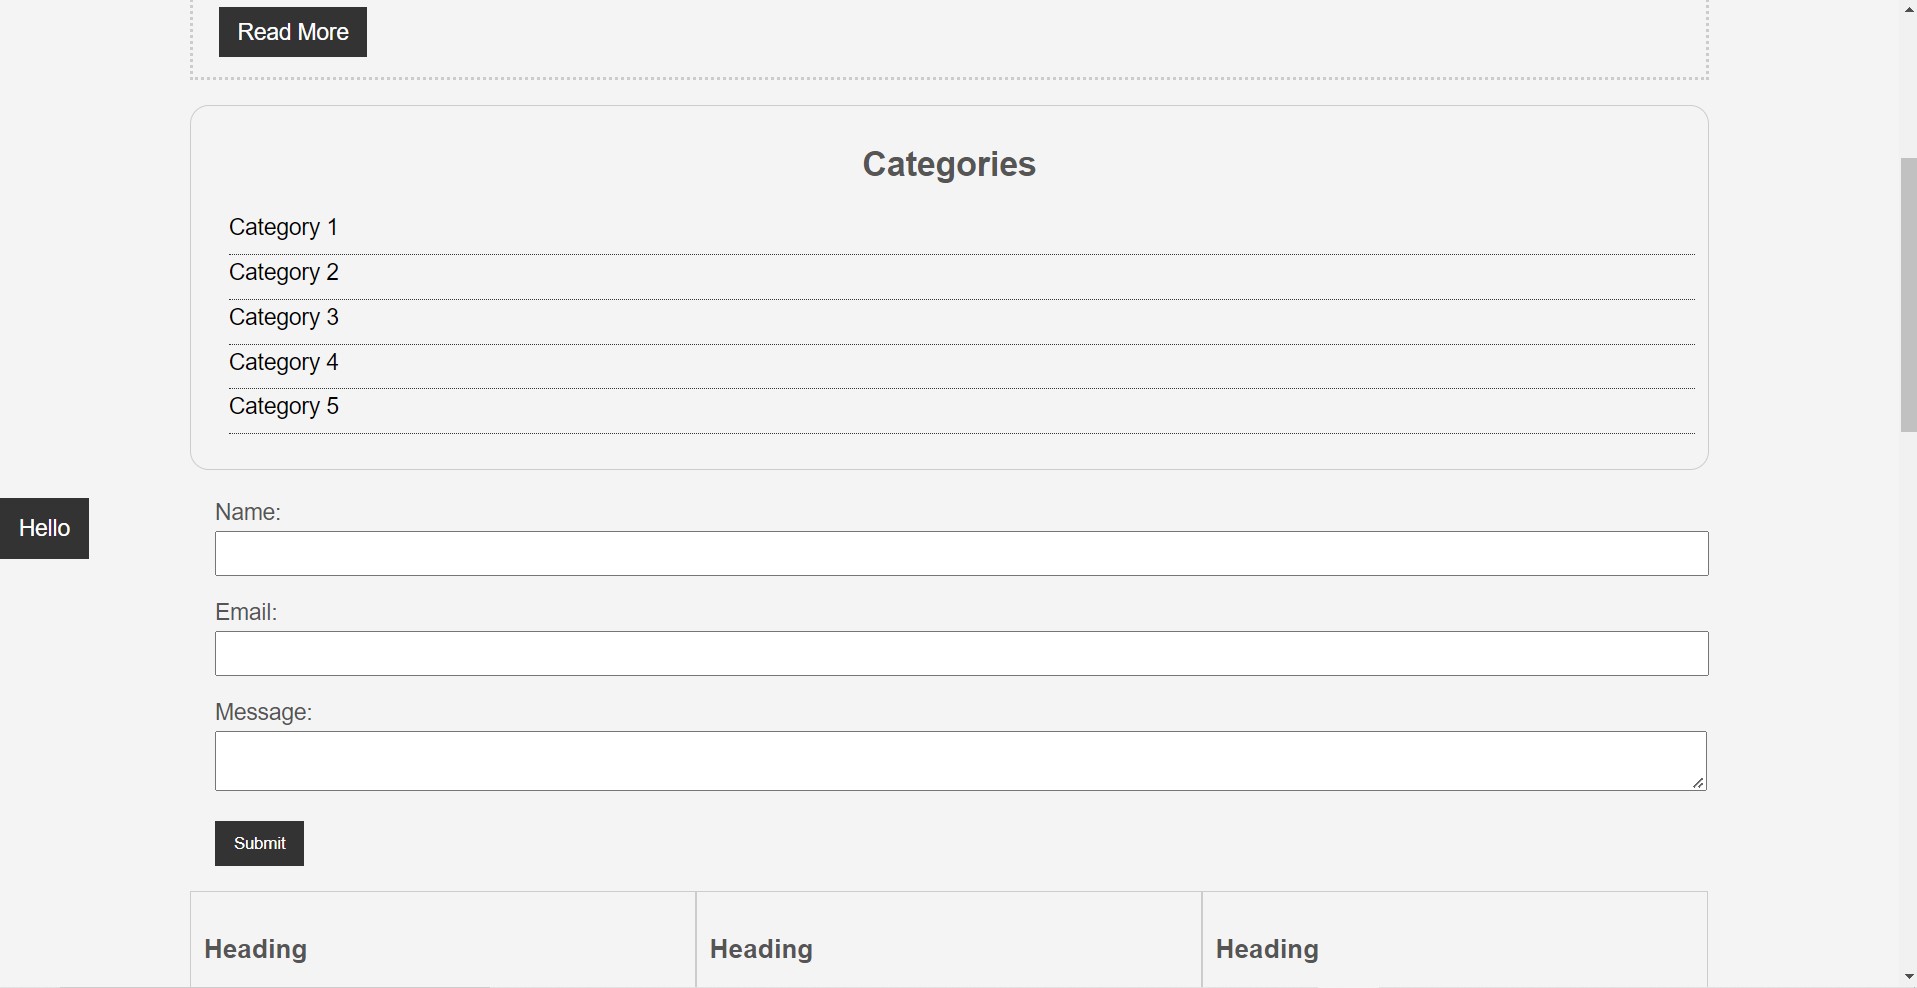 Read More
Categories
Category 1
Category 2
Category 3
Category 4
Category 5
Name:
Hello
Email:
Message:
Submit
Heading
Heading
Heading